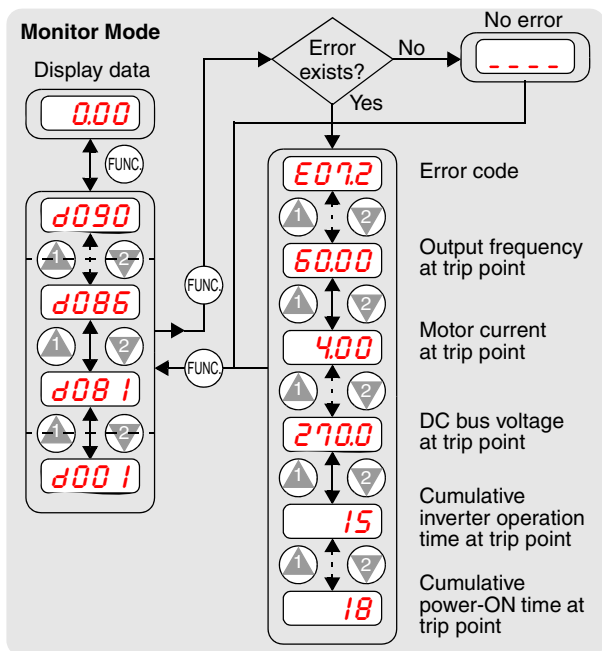 Monitor Mode
Display data
0.00
FUNC.
d090
1 2
d086
1 2
d081
1 2
d001
FUNC.
FUNC.
Error
exists?
No
Yes
No error
_ _ _ _
E07.2
Error code
1 2
60.00
Output frequency
at trip point
1 2
4.00
Motor current
at trip point
1 2
270.0
DC bus voltage
at trip point
1 2
15
Cumulative
inverter operation
time at trip point
1 2
18
Cumulative
power-ON time at
trip point